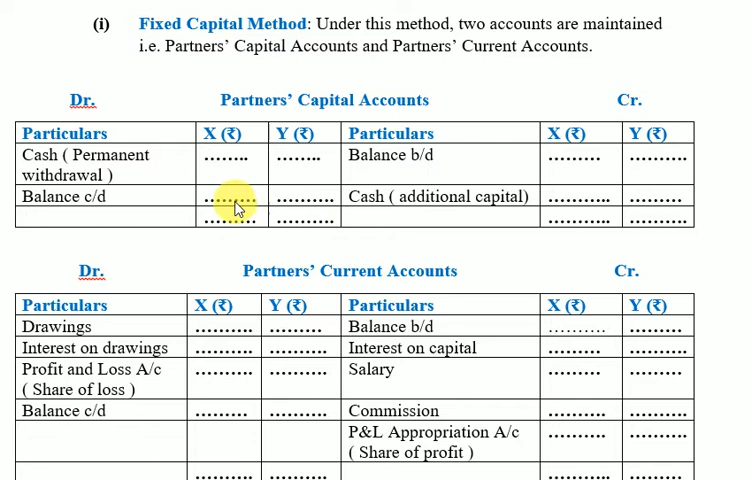 (i) Fixed Capital Method: Under this method, two accounts are maintained
i.e. Partners' Capital Accounts and Partners' Current Accounts.
Dr. Partners' Capital Accounts Cr.
Particulars X (₹) Y (₹) Particulars X (₹) Y (₹)
Cash ( Permanent ........ ........ Balance b/d ......... ..........
withdrawal )
Balance c/d ......... .......... Cash ( additional capital) ........... .........
......... .......... ........... ..........
Dr. Partners' Current Accounts Cr.
Particulars X (₹) Y (₹) Particulars X (₹) Y (₹)
Drawings .......... ......... Balance b/d .......... .........
Interest on drawings .......... ......... Interest on capital ......... ..........
Profit and Loss A/c .......... .......... Salary ......... .........
( Share of loss )
Balance c/d ......... .......... Commission .......... ..........
P&L Appropriation A/c .......... ..........
( Share of profit )
.......... .......... ........... ..........